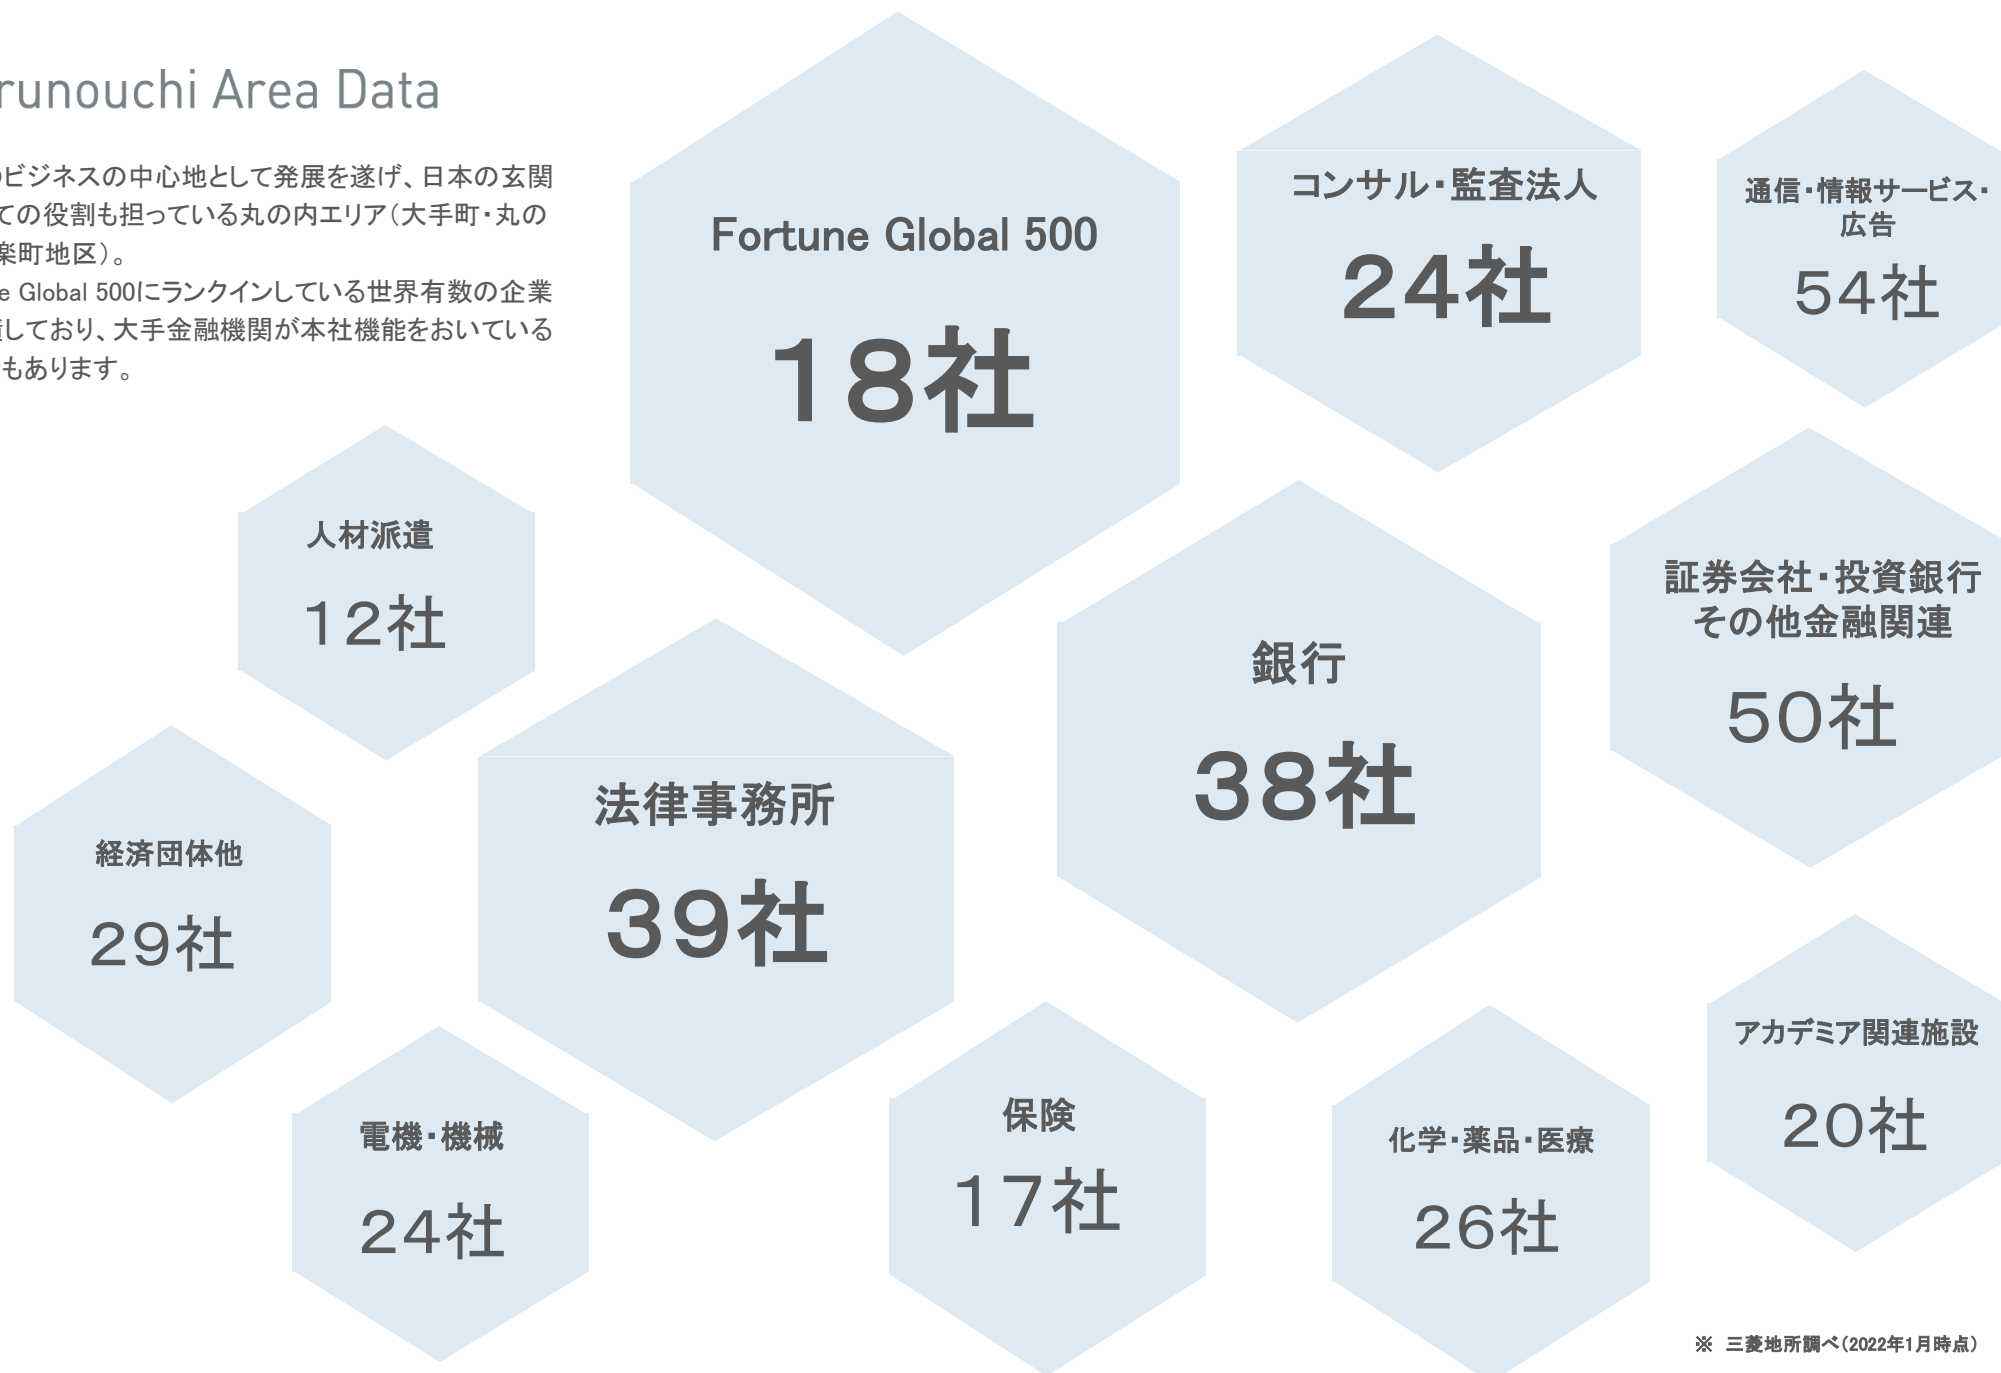 runouchi Area Data
のビジネスの中心地として発展を遂げ、日本の玄関
ての役割も担っている丸の内エリア（大手町・丸の
楽町地区）。
e Global 500にランクインしている世界有数の企業
しており、大手金融機関が本社機能をおいている
もあります。
Fortune Global 500
18社
コンサル・監査法人
24社
通信・情報サービス・
広告
54社
人材派遣
12社
銀行
38社
証券会社・投資銀行
その他金融関連
50社
法律事務所
39社
経済団体他
29社
電機・機械
24社
保険
17社
化学・薬品・医療
26社
アカデミア関連施設
20社
※ 三菱地所調べ（2022年1月時点）